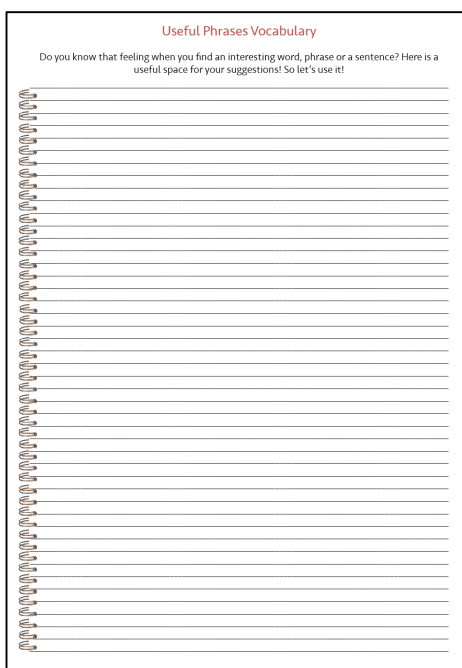 Useful Phrases Vocabulary
Do you know that feeling when you find an interesting word, phrase or a sentence? Here is a
useful space for your suggestions! So let's use it!